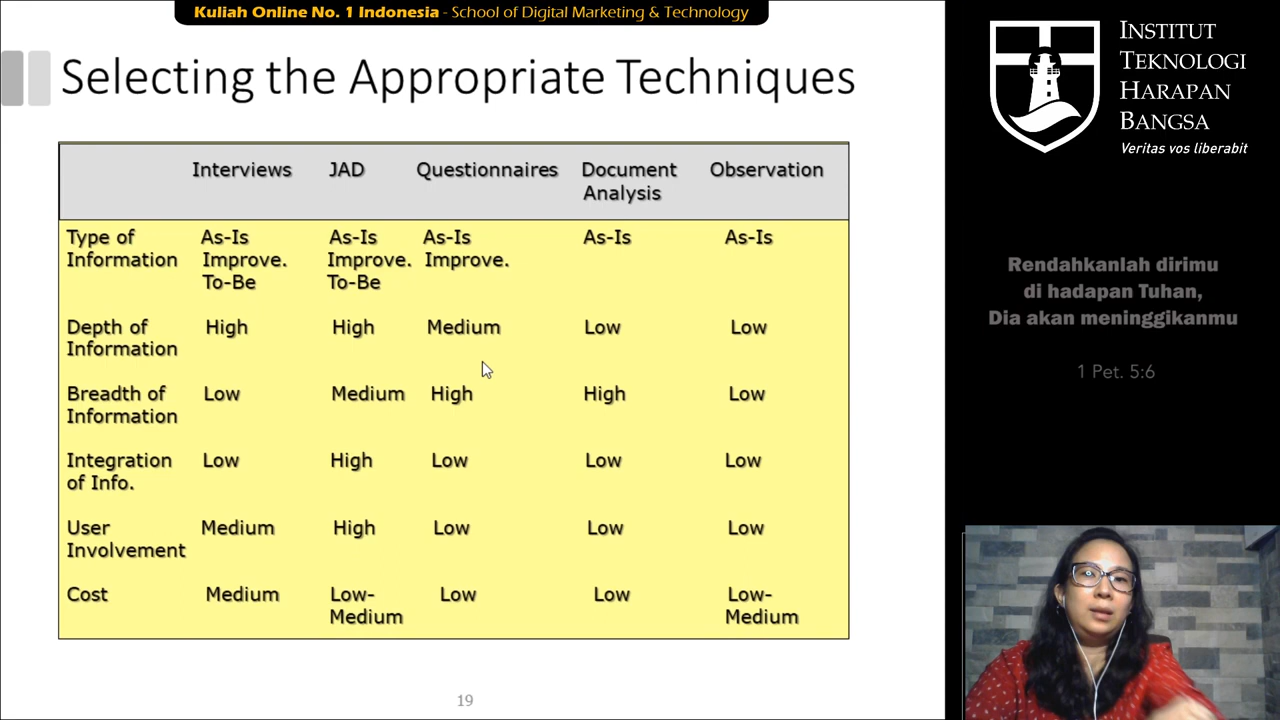 Kuliah Online No. 1 Indonesia - School of Digital Marketing & Technology
Selecting the Appropriate Techniques
Interviews JAD Questionnaires Document Analysis Observation
Type of Information As-Is Improve. To-Be As-Is Improve. To-Be As-Is Improve. As-Is As-Is
Depth of Information High High Medium Low Low
Breadth of Information Low Medium High High Low
Integration of Info. Low High Low Low Low
User Involvement Medium High Low Low Low
Cost Medium Low-Medium Low Low Low-Medium
19
INSTITUT
TEKNOLOGI
HARAPAN
BANGSA
Veritas vos liberabit
Rendahkanlah dirimu
di hadapan Tuhan,
Dia akan meninggikanmu
1 Pet. 5:6